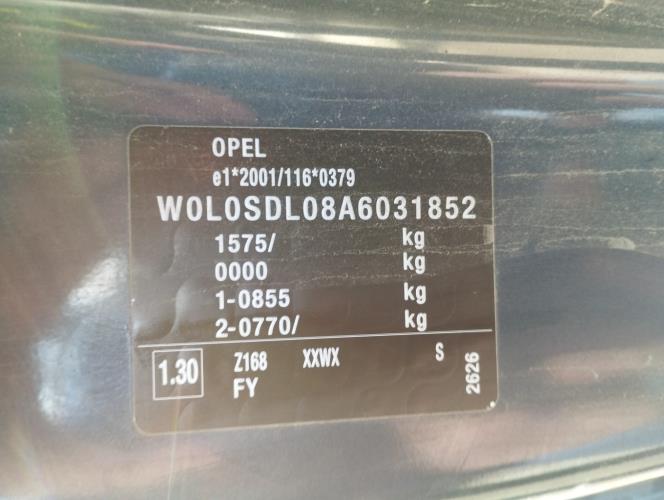 OPEL
e1*2001/116*0379
W0L0SDL08A6031852
1575/ kg
0000 kg
1-0855 kg
2-0770/ kg
1.30 Z168 XXWX S
FY
2626